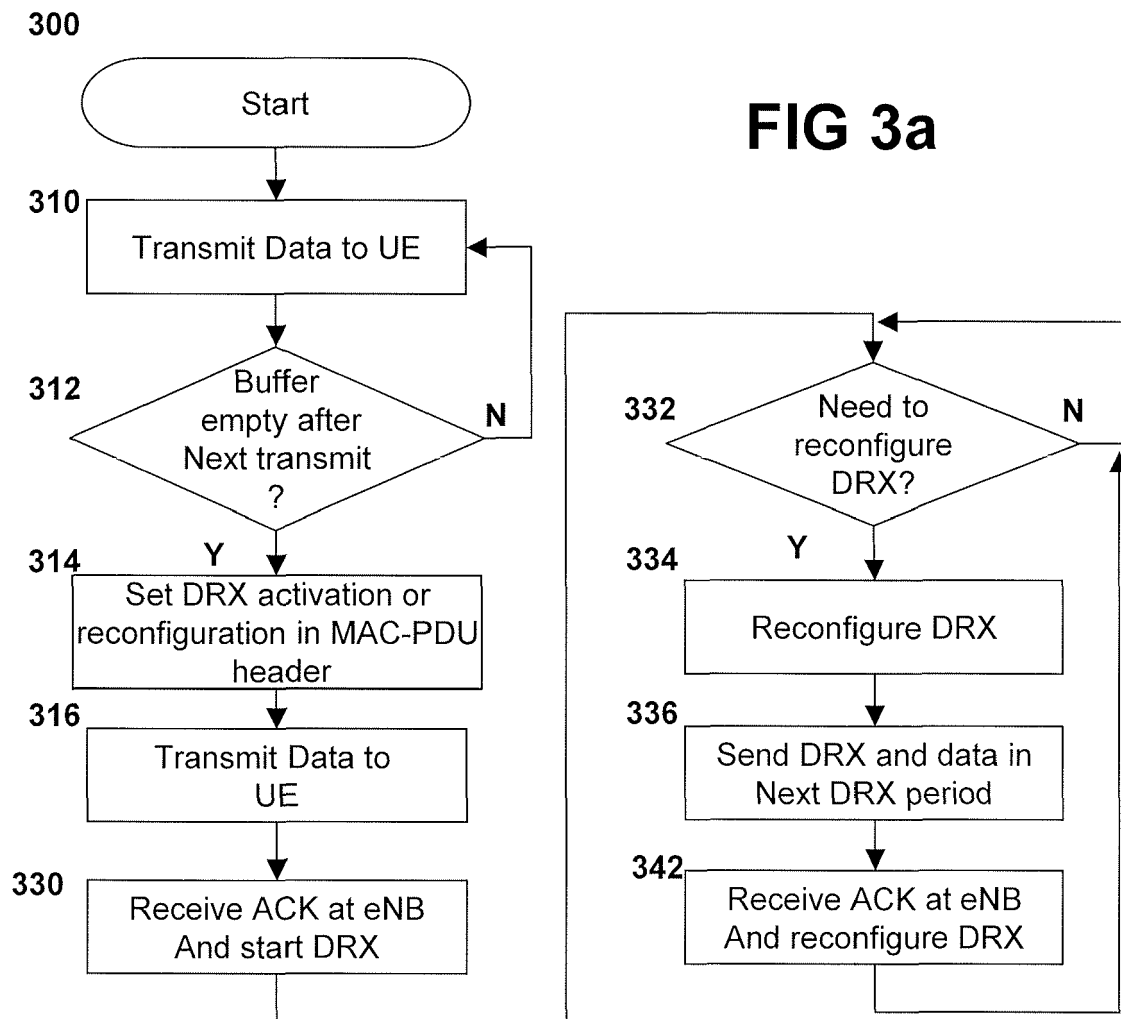 300
Start
FIG 3a
310
Transmit Data to UE
312
Buffer
empty after
Next transmit
?
N
Y
314
Set DRX activation or
reconfiguration in MAC-PDU
header
316
Transmit Data to
UE
330
Receive ACK at eNB
And start DRX
332
Need to
reconfigure
DRX?
N
Y
334
Reconfigure DRX
336
Send DRX and data in
Next DRX period
342
Receive ACK at eNB
And reconfigure DRX